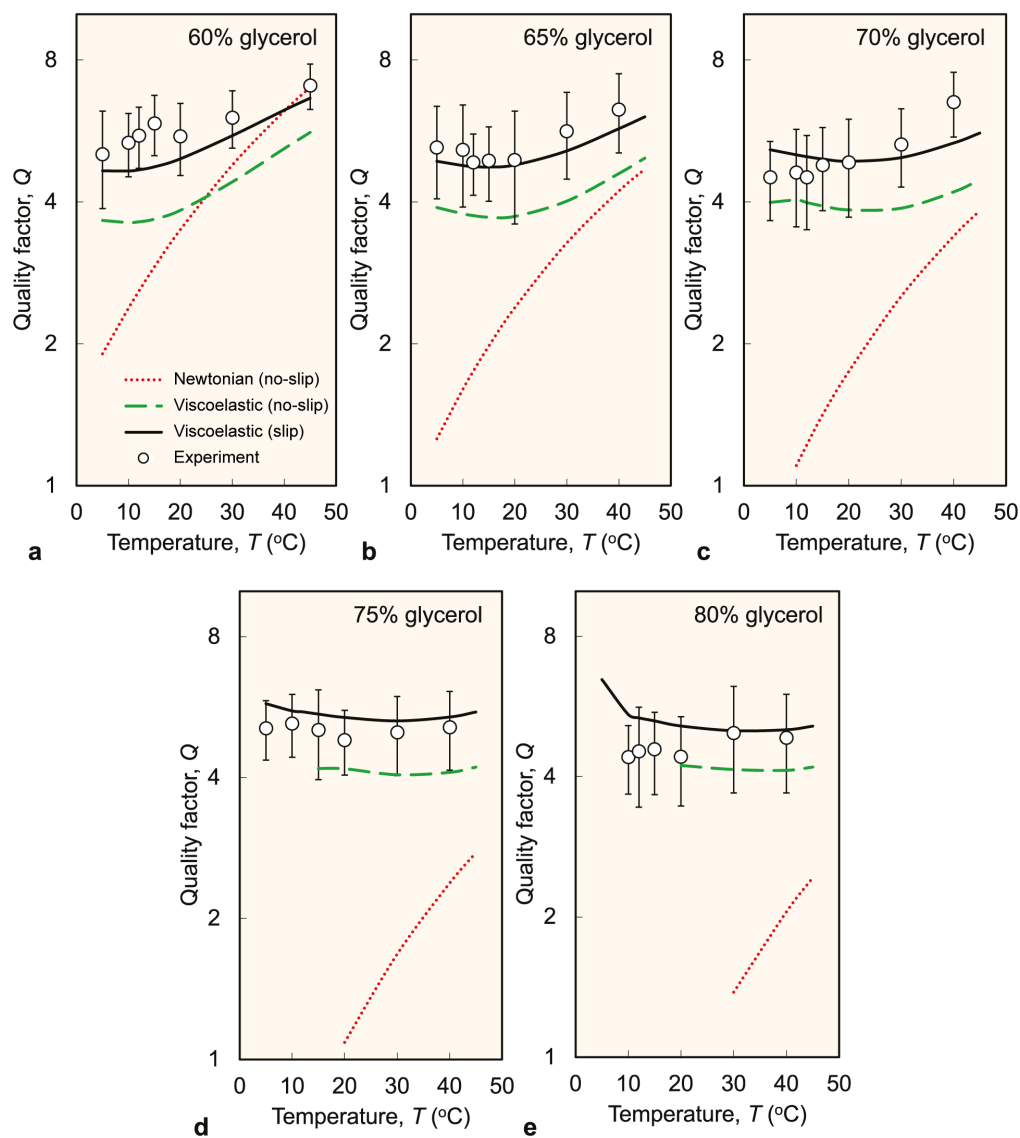 60% glycerol
8
4
2
1
Quality factor, Q
Newtonian (no-slip)
Viscoelastic (no-slip)
Viscoelastic (slip)
Experiment
0 10 20 30 40 50
Temperature, T (°C)
a
65% glycerol
8
4
2
1
Quality factor, Q
0 10 20 30 40 50
Temperature, T (°C)
b
70% glycerol
8
4
2
1
Quality factor, Q
0 10 20 30 40 50
Temperature, T (°C)
c
75% glycerol
8
4
2
1
Quality factor, Q
0 10 20 30 40 50
Temperature, T (°C)
d
80% glycerol
8
4
2
1
Quality factor, Q
0 10 20 30 40 50
Temperature, T (°C)
e